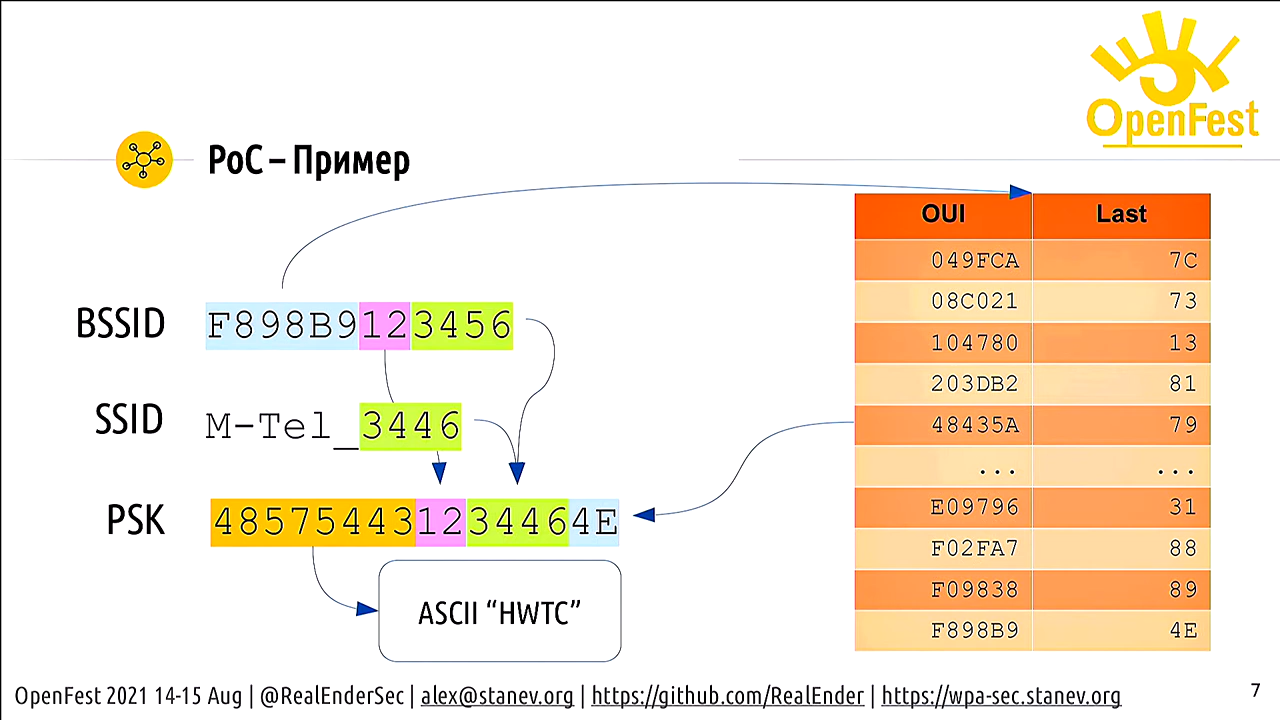 OpenFest
PoC – Пример
OUI Last
049FCA 7C
08C021 73
104780 13
203DB2 81
48435A 79
... ...
E09796 31
F02FA7 88
F09838 89
F898B9 4E
BSSID F898B9123456
SSID M-Tel_3446
PSK 485754431234464E
ASCII “HWTC”
OpenFest 2021 14-15 Aug | @RealEnderSec | alex@stanev.org | https://github.com/RealEnder | https://wpa-sec.stanev.org
7